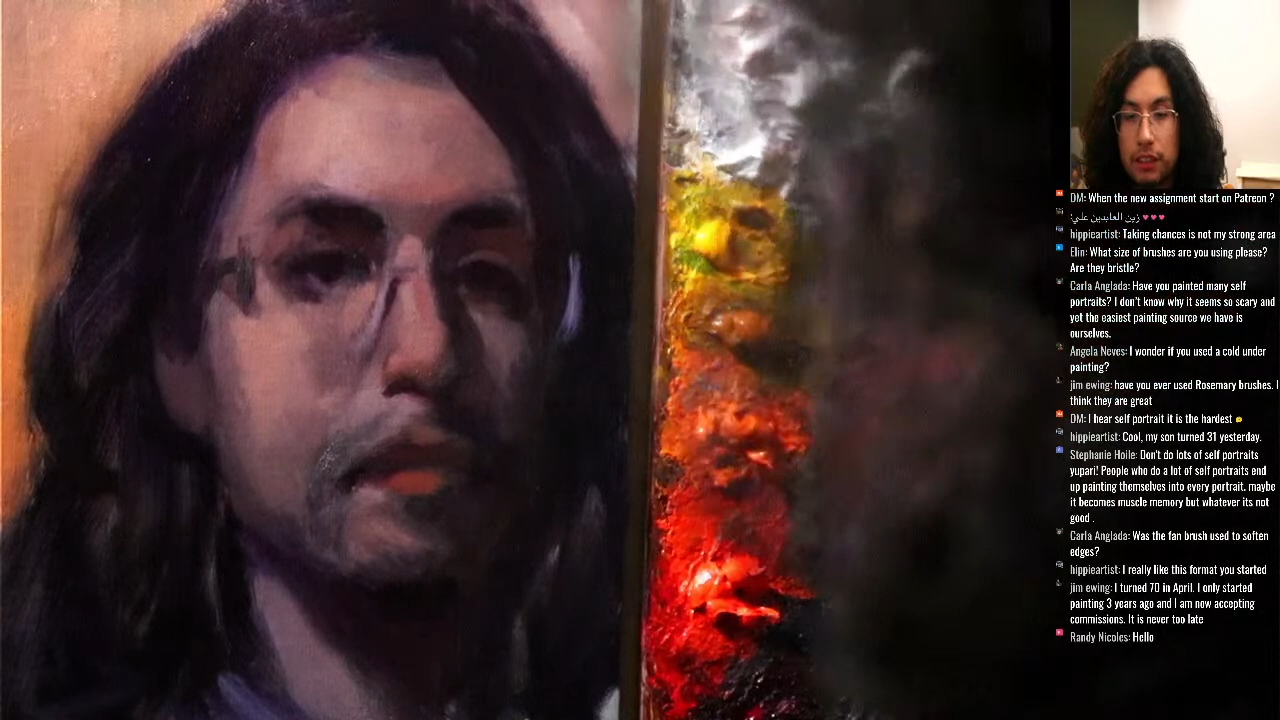 DM: When the new assignment start on Patreon ?
زين العابدين علي: ♥♥♥
hippieartist: Taking chances is not my strong area
Elin: What size of brushes are you using please?
Are they bristle?
Carla Anglada: Have you painted many self
portraits? I don't know why it seems so scary and
yet the easiest painting source we have is
ourselves.
Angela Neves: I wonder if you used a cold under
painting?
jim ewing: have you ever used Rosemary brushes. I
think they are great
DM: I hear self portrait it is the hardest
hippieartist: Cool, my son turned 31 yesterday.
Stephanie Hoile: Don't do lots of self portraits
yupari! People who do a lot of self portraits end
up painting themselves into every portrait. maybe
it becomes muscle memory but whatever its not
good .
Carla Anglada: Was the fan brush used to soften
edges?
hippieartist: I really like this format you started
jim ewing: I turned 70 in April. I only started
painting 3 years ago and I am now accepting
commissions. It is never too late
Randy Nicoles: Hello